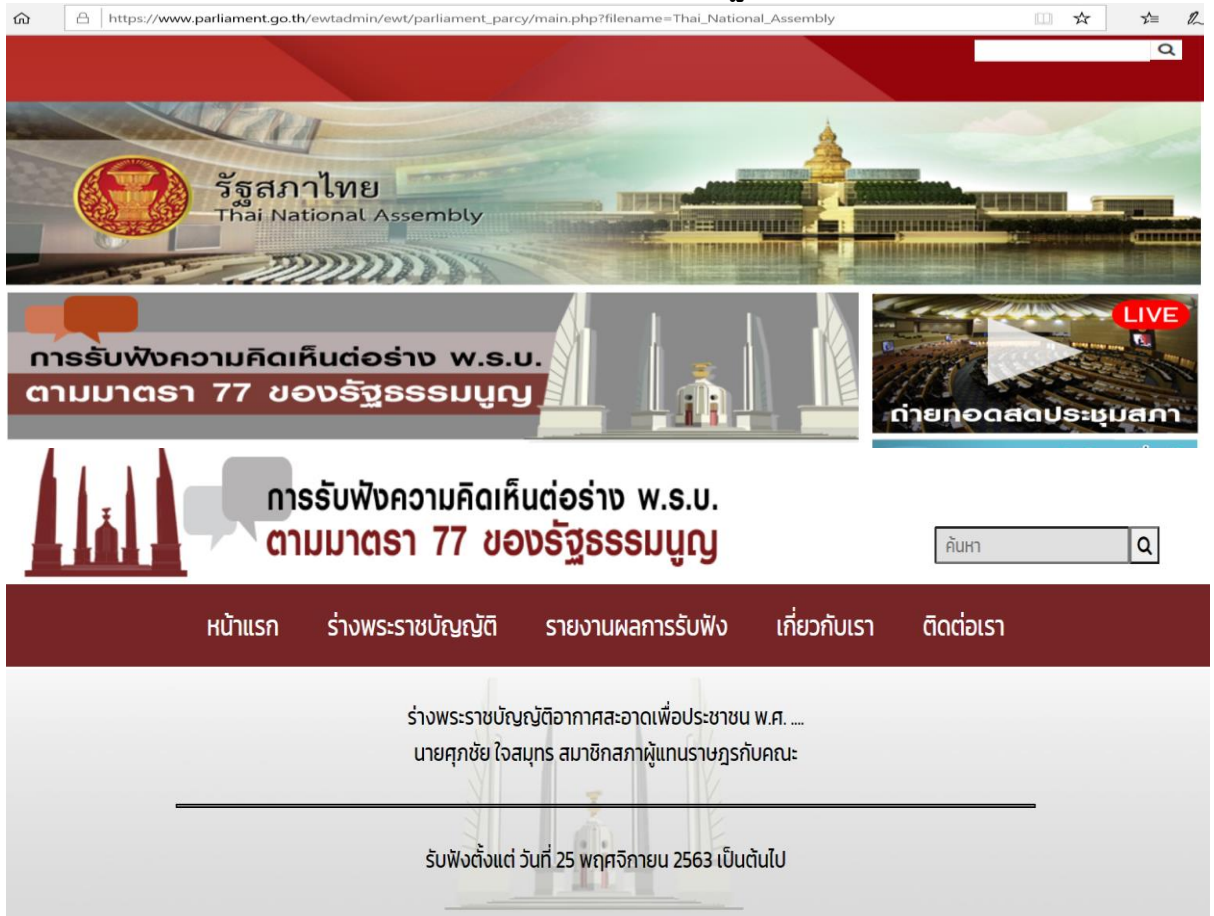 https://www.parliament.go.th/ewtadmin/ewt/parliament_parcy/main.php?filename=Thai_National_Assembly
รัฐสภาไทย
Thai National Assembly
การรับฟังความคิดเห็นต่อร่าง พ.ร.บ.
ตามมาตรา 77 ของรัฐธรรมนูญ
LIVE
ถ่ายทอดสดประชุมสภา
การรับฟังความคิดเห็นต่อร่าง พ.ร.บ.
ตามมาตรา 77 ของรัฐธรรมนูญ
ค้นหา
หน้าแรก ร่างพระราชบัญญัติ รายงานผลการรับฟัง เกี่ยวกับเรา ติดต่อเรา
ร่างพระราชบัญญัติอากาศสะอาดเพื่อประชาชน พ.ศ. ....
นายศุภชัย ใจสมุทร สมาชิกสภาผู้แทนราษฎรกับคณะ
รับฟังตั้งแต่ วันที่ 25 พฤศจิกายน 2563 เป็นต้นไป